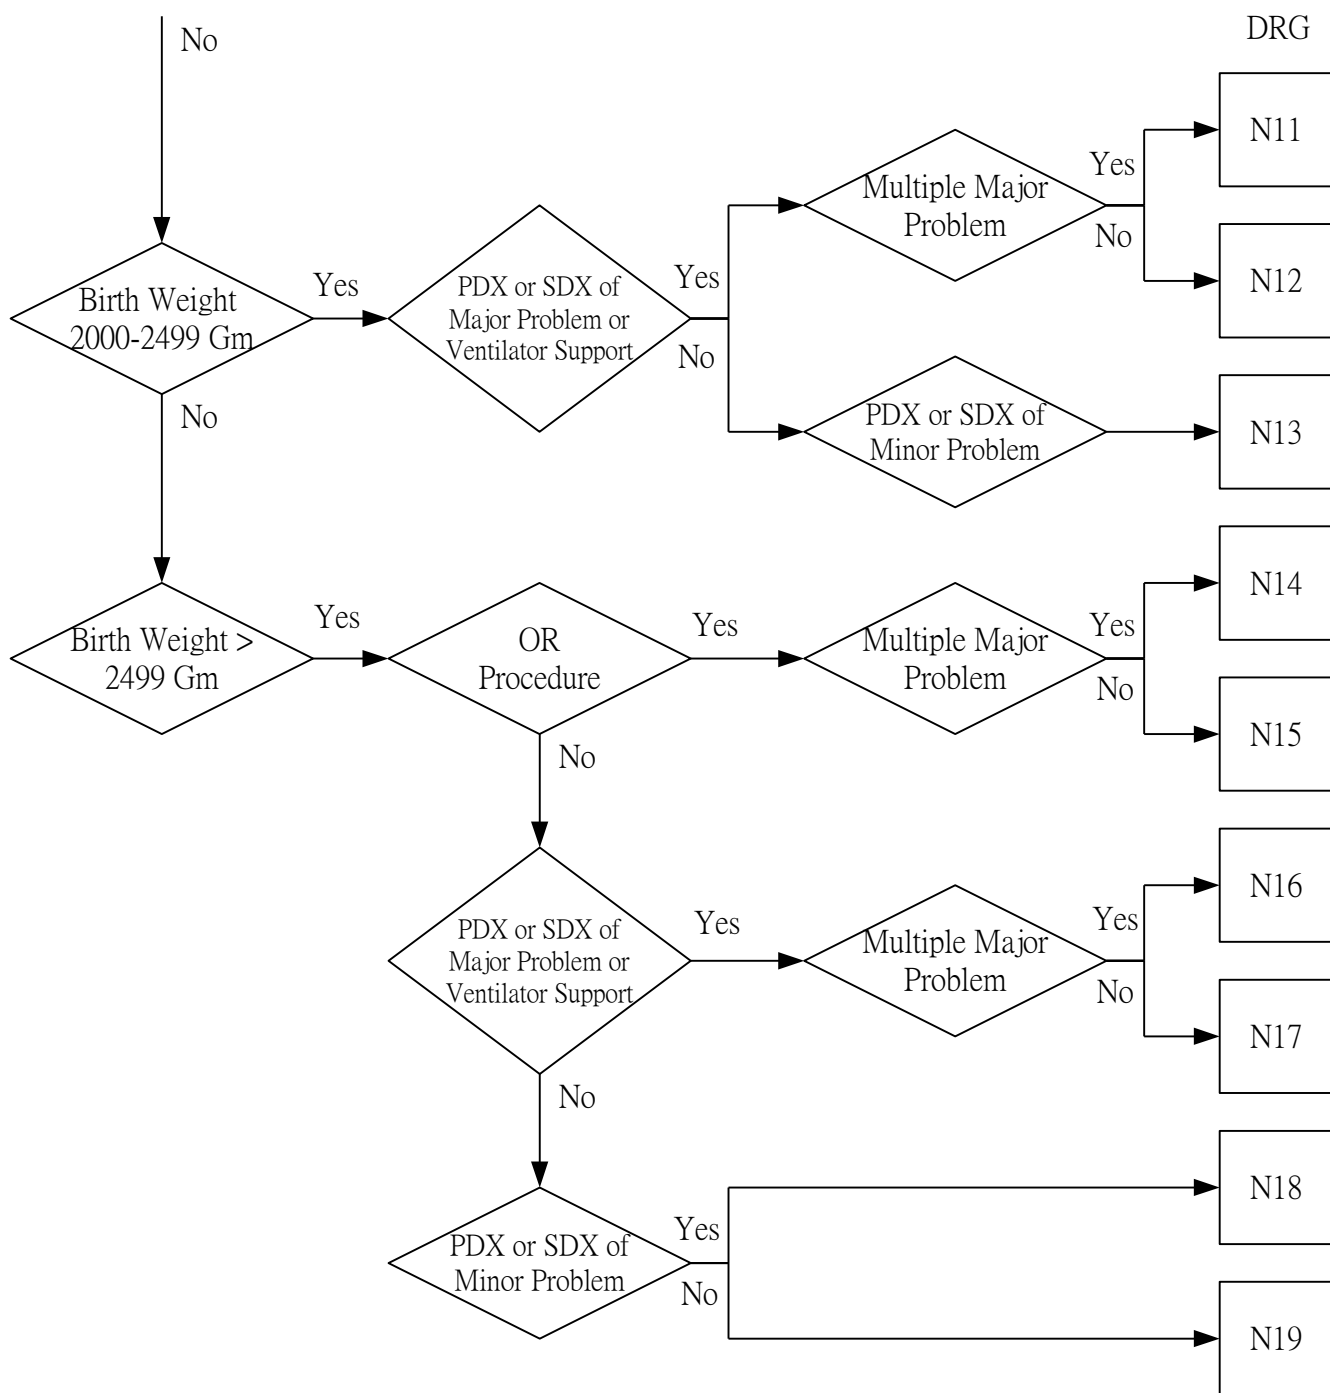 DRG
No
N11
Yes
Multiple Major
Problem
No
N12
Birth Weight
2000-2499 Gm
Yes
PDX or SDX of
Major Problem or
Ventilator Support
Yes
No
No
PDX or SDX of
Minor Problem
N13
Birth Weight >
2499 Gm
Yes
OR
Procedure
Yes
Multiple Major
Problem
Yes
No
N14
N15
No
PDX or SDX of
Major Problem or
Ventilator Support
Yes
Multiple Major
Problem
Yes
No
N16
N17
No
PDX or SDX of
Minor Problem
Yes
No
N18
N19